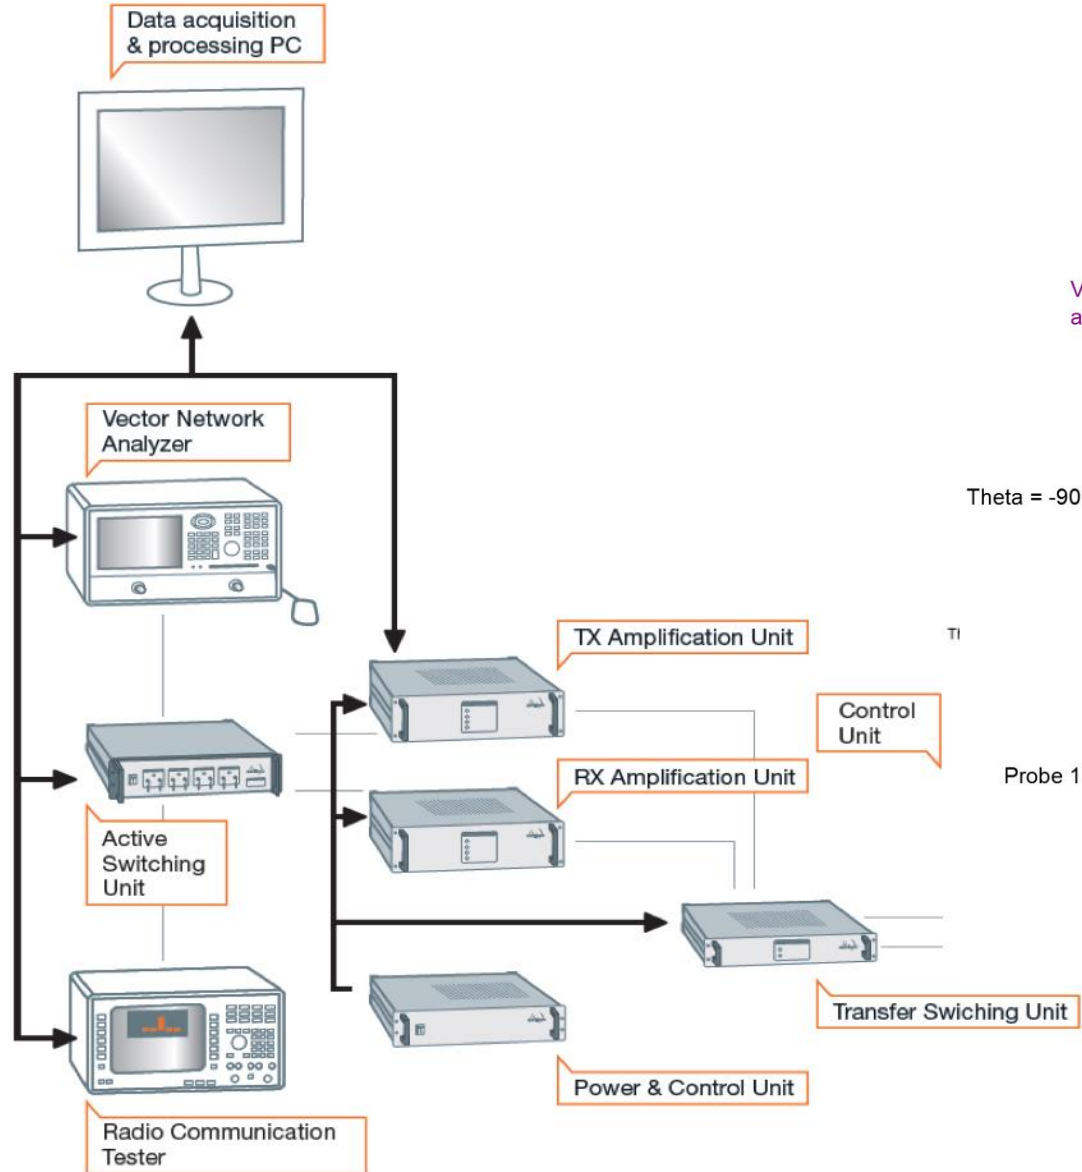 Data acquisition
& processing PC
V
a
Vector Network
Analyzer
Theta = -90
TX Amplification Unit
Control
Unit
RX Amplification Unit
Probe 1
Active
Switching
Unit
Transfer Swiching Unit
Power & Control Unit
Radio Communication
Tester